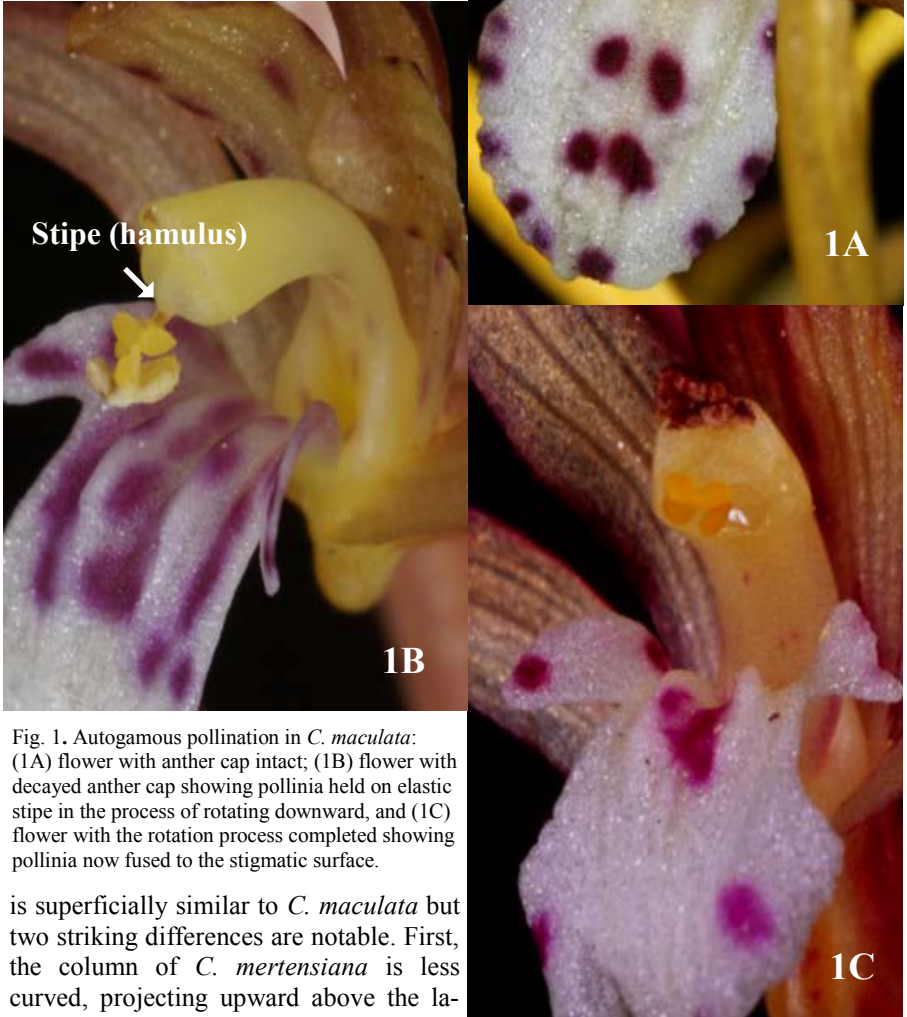 Stipe (hamulus)
1A
1B
1C
Fig. 1. Autogamous pollination in C. maculata:
(1A) flower with anther cap intact; (1B) flower with
decayed anther cap showing pollinia held on elastic
stipe in the process of rotating downward, and (1C)
flower with the rotation process completed showing
pollinia now fused to the stigmatic surface.
is superficially similar to C. maculata but
two striking differences are notable. First,
the column of C. mertensiana is less
curved, projecting upward above the la-